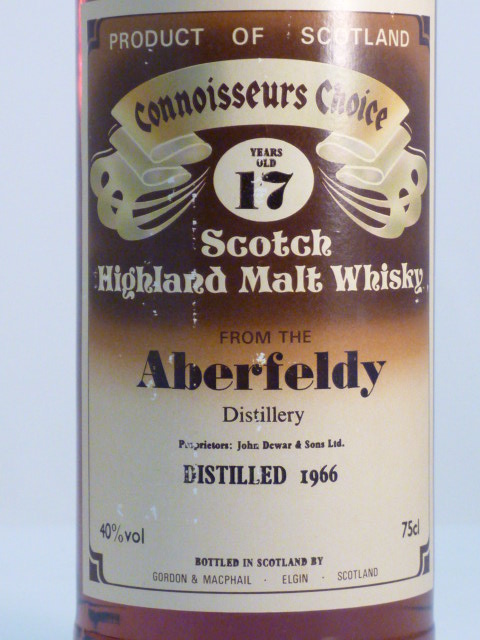 PRODUCT OF SCOTLAND
Connoisseurs Choice
YEARS
OLD
17
Scotch
Highland Malt Whisky
FROM THE
Aberfeldy
Distillery
Proprietors: John Dewar & Sons Ltd.
DISTILLED 1966
40%vol 75cl
BOTTLED IN SCOTLAND BY
GORDON & MACPHAIL · ELGIN · SCOTLAND